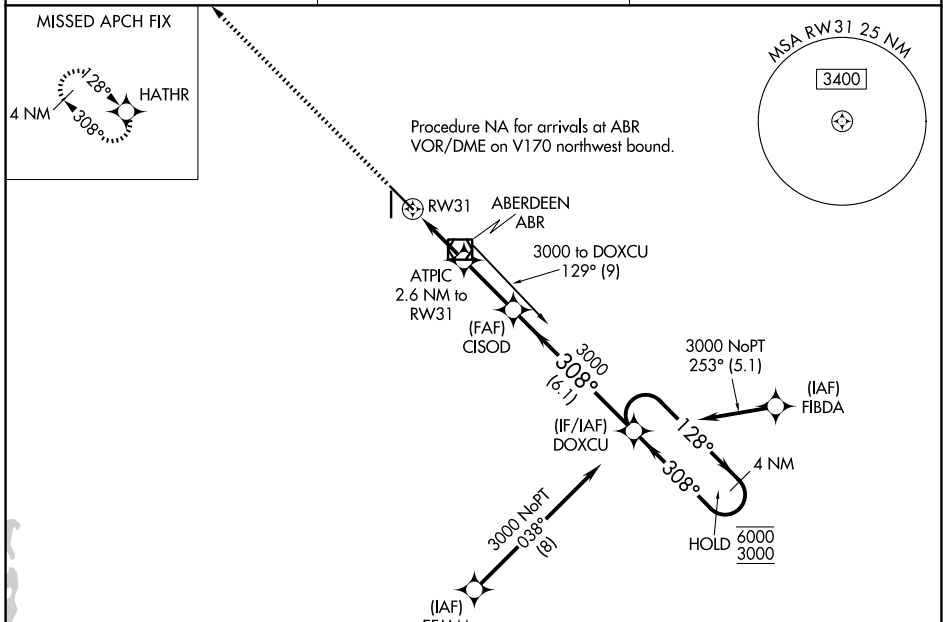 MISSED APCH FIX
128°
HATHR
4 NM
308°
MSA RW31 25 NM
3400
Procedure NA for arrivals at ABR
VOR/DME on V170 northwest bound.
RW31
ABERDEEN
ABR
3000 to DOXCU
129° (9)
ATPIC
2.6 NM to
RW31
(FAF)
CISOD
3000
308°
(6.1)
3000 NoPT
253° (5.1)
(IAF)
FIBDA
(IF/IAF)
DOXCU
128°
4 NM
308°
HOLD
6000
3000
3000 NoPT
038°
(8)
(IAF)